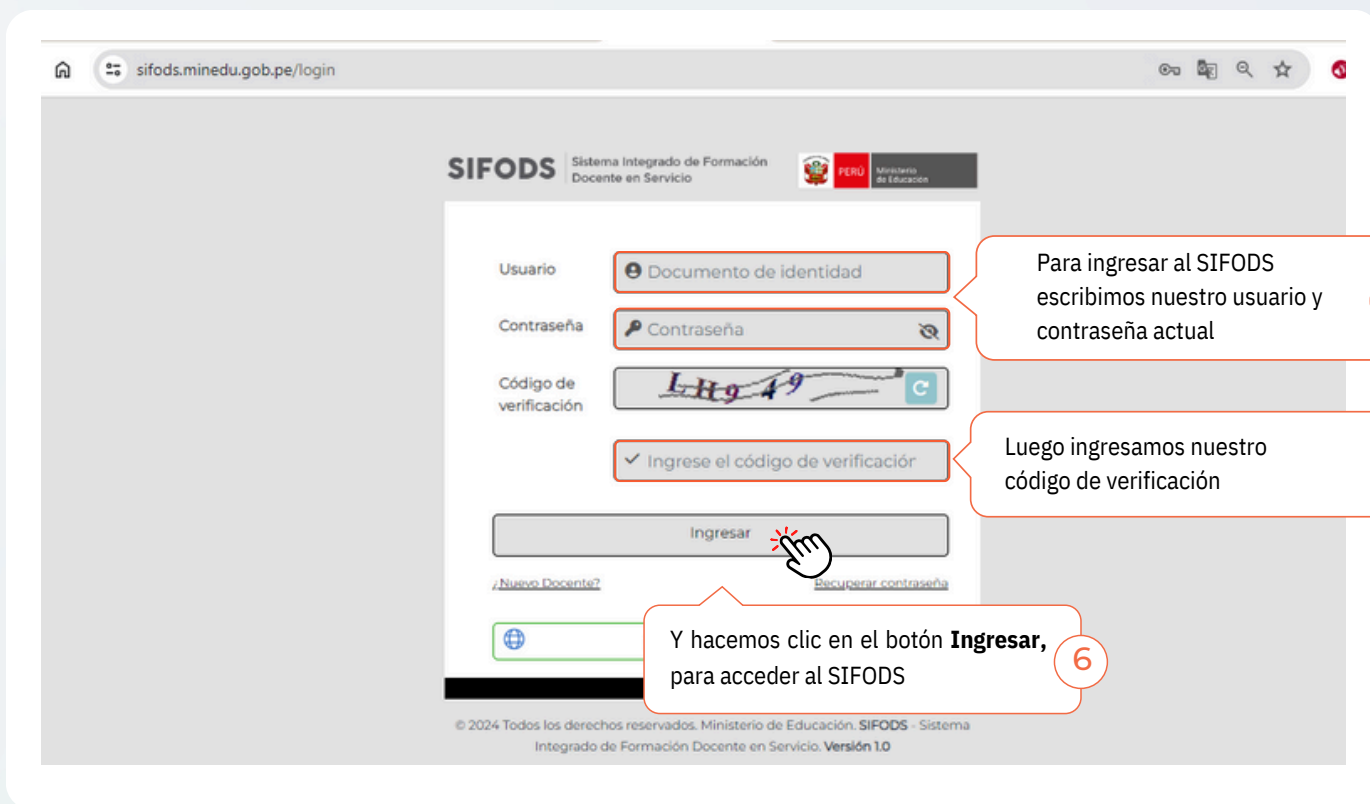 sifods.minedu.gob.pe/login
SIFODS
Sistema Integrado de Formación
Docente en Servicio
PERÚ
Ministerio
de Educación
Usuario
Documento de identidad
Para ingresar al SIFODS
escribimos nuestro usuario y
contraseña actual
Contraseña
Contraseña
Código de
verificación
LH949
Ingrese el código de verificación
Luego ingresamos nuestro
código de verificación
Ingresar
¿Nuevo Docente?
Recuperar contraseña
Y hacemos clic en el botón Ingresar,
para acceder al SIFODS
6
© 2024 Todos los derechos reservados. Ministerio de Educación. SIFODS - Sistema
Integrado de Formación Docente en Servicio. Versión 1.0